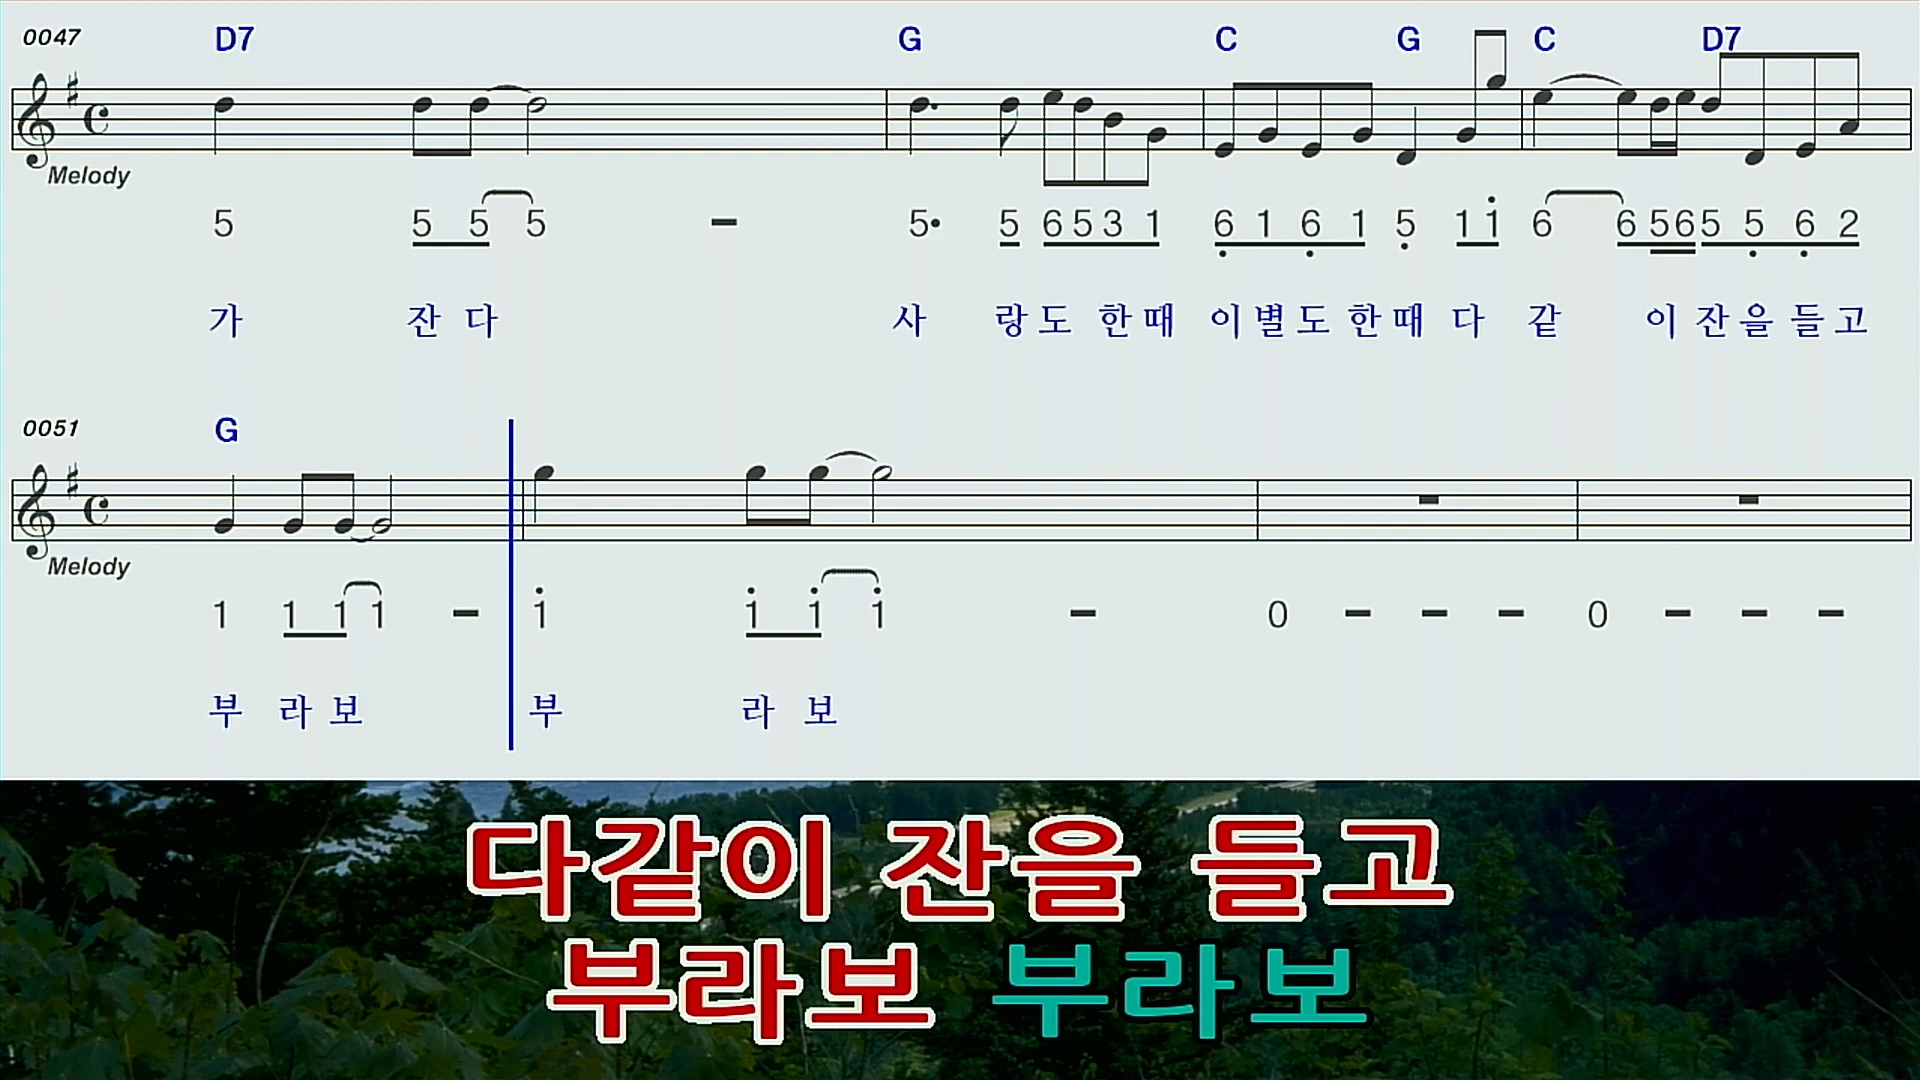 0047 D7 G C G C D7
Melody
5 5 5 5 - 5• 5 6 5 3 1 6 1 6 1 5 1 1 6 6 5 6 5 5 6 2
가 잔 다 사 랑 도 한 때 이 별 도 한 때 다 같 이 잔 을 들 고
0051 G
Melody
1 1 1 1 - 1 1 1 1 - 0 - - - 0 - - -
부 라 보 부 라 보
다같이 잔을 들고
부라보 부라보